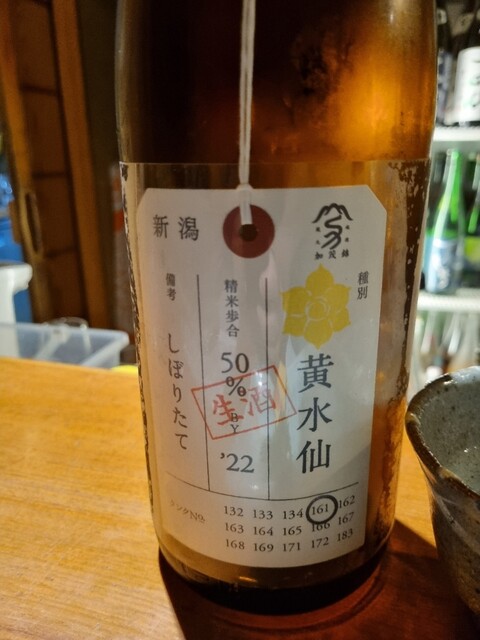 加茂錦
種別
黄水仙
精米歩合
50%
BY
'22
生酒
新潟
備考
しぼりたて
タンクNo.
132 133 134 161 162
163 164 165 166 167
168 169 171 172 183